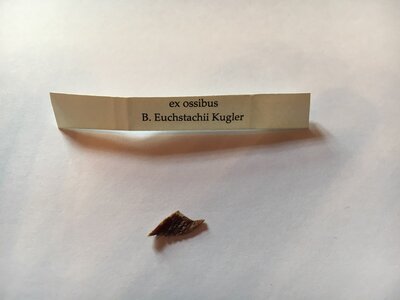 ex ossibus
B. Euchstachii Kugler